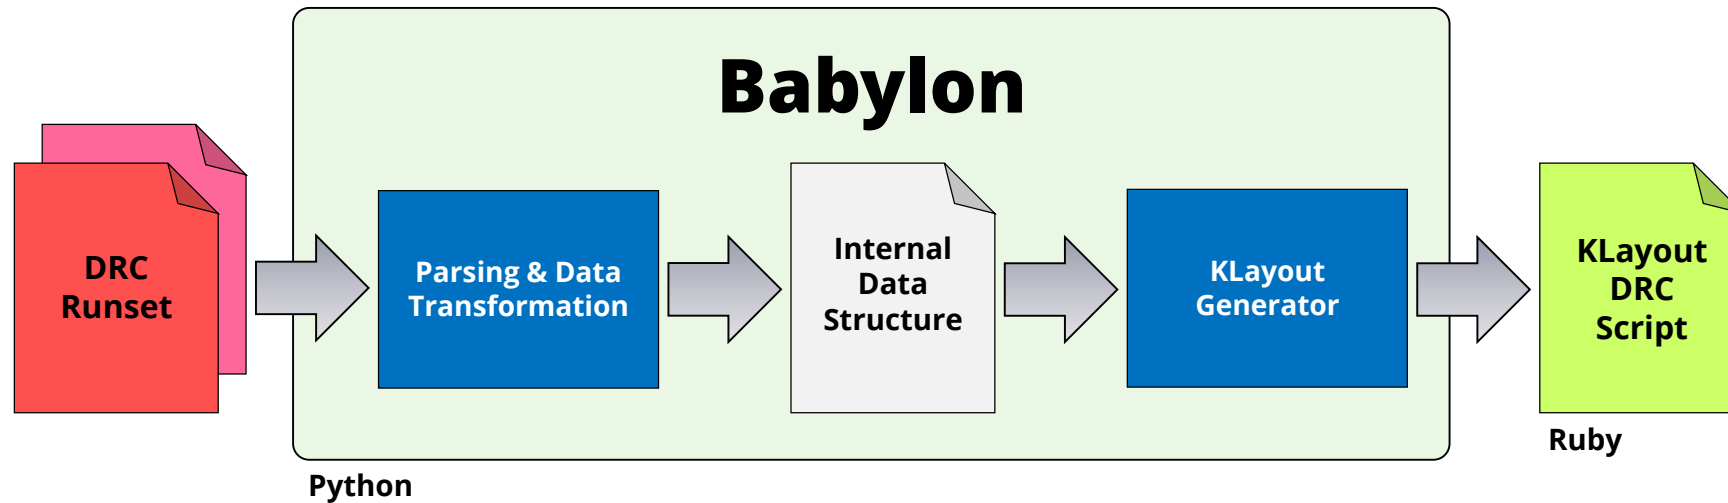 Babylon
DRC
Runset
Parsing & Data
Transformation
Internal
Data
Structure
KLayout
Generator
KLayout
DRC
Script
Ruby
Python